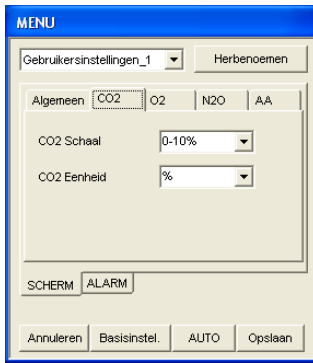 MENU
Gebruikersinstellingen_1 Herbenoemen
Algemeen CO2 O2 N2O AA
CO2 Schaal 0-10%
CO2 Eenheid %
SCHERM ALARM
Annuleren Basisinstel. AUTO Opslaan